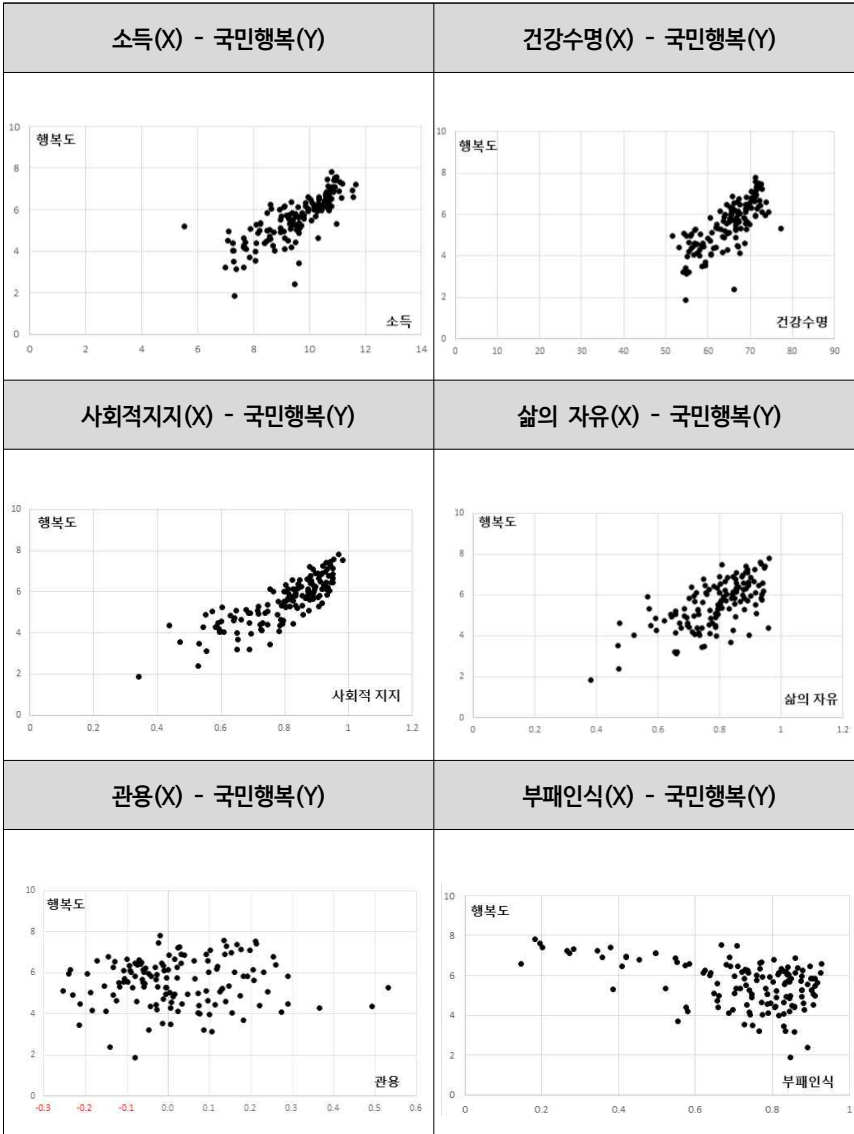 소득(X) - 국민행복(Y)
건강수명(X) - 국민행복(Y)
행복도
10
8
6
4
2
0
소득
0 2 4 6 8 10 12 14
행복도
10
8
6
4
2
0
건강수명
0 10 20 30 40 50 60 70 80 90
사회적지지(X) - 국민행복(Y)
삶의 자유(X) - 국민행복(Y)
행복도
10
8
6
4
2
0
사회적 지지
0 0.2 0.4 0.6 0.8 1 1.2
행복도
10
8
6
4
2
0
삶의 자유
0 0.2 0.4 0.6 0.8 1 1.2
관용(X) - 국민행복(Y)
부패인식(X) - 국민행복(Y)
행복도
10
8
6
4
2
0
관용
-0.3 -0.2 -0.1 0.0 0.1 0.2 0.3 0.4 0.5 0.6
행복도
10
8
6
4
2
0
부패인식
0 0.2 0.4 0.6 0.8 1